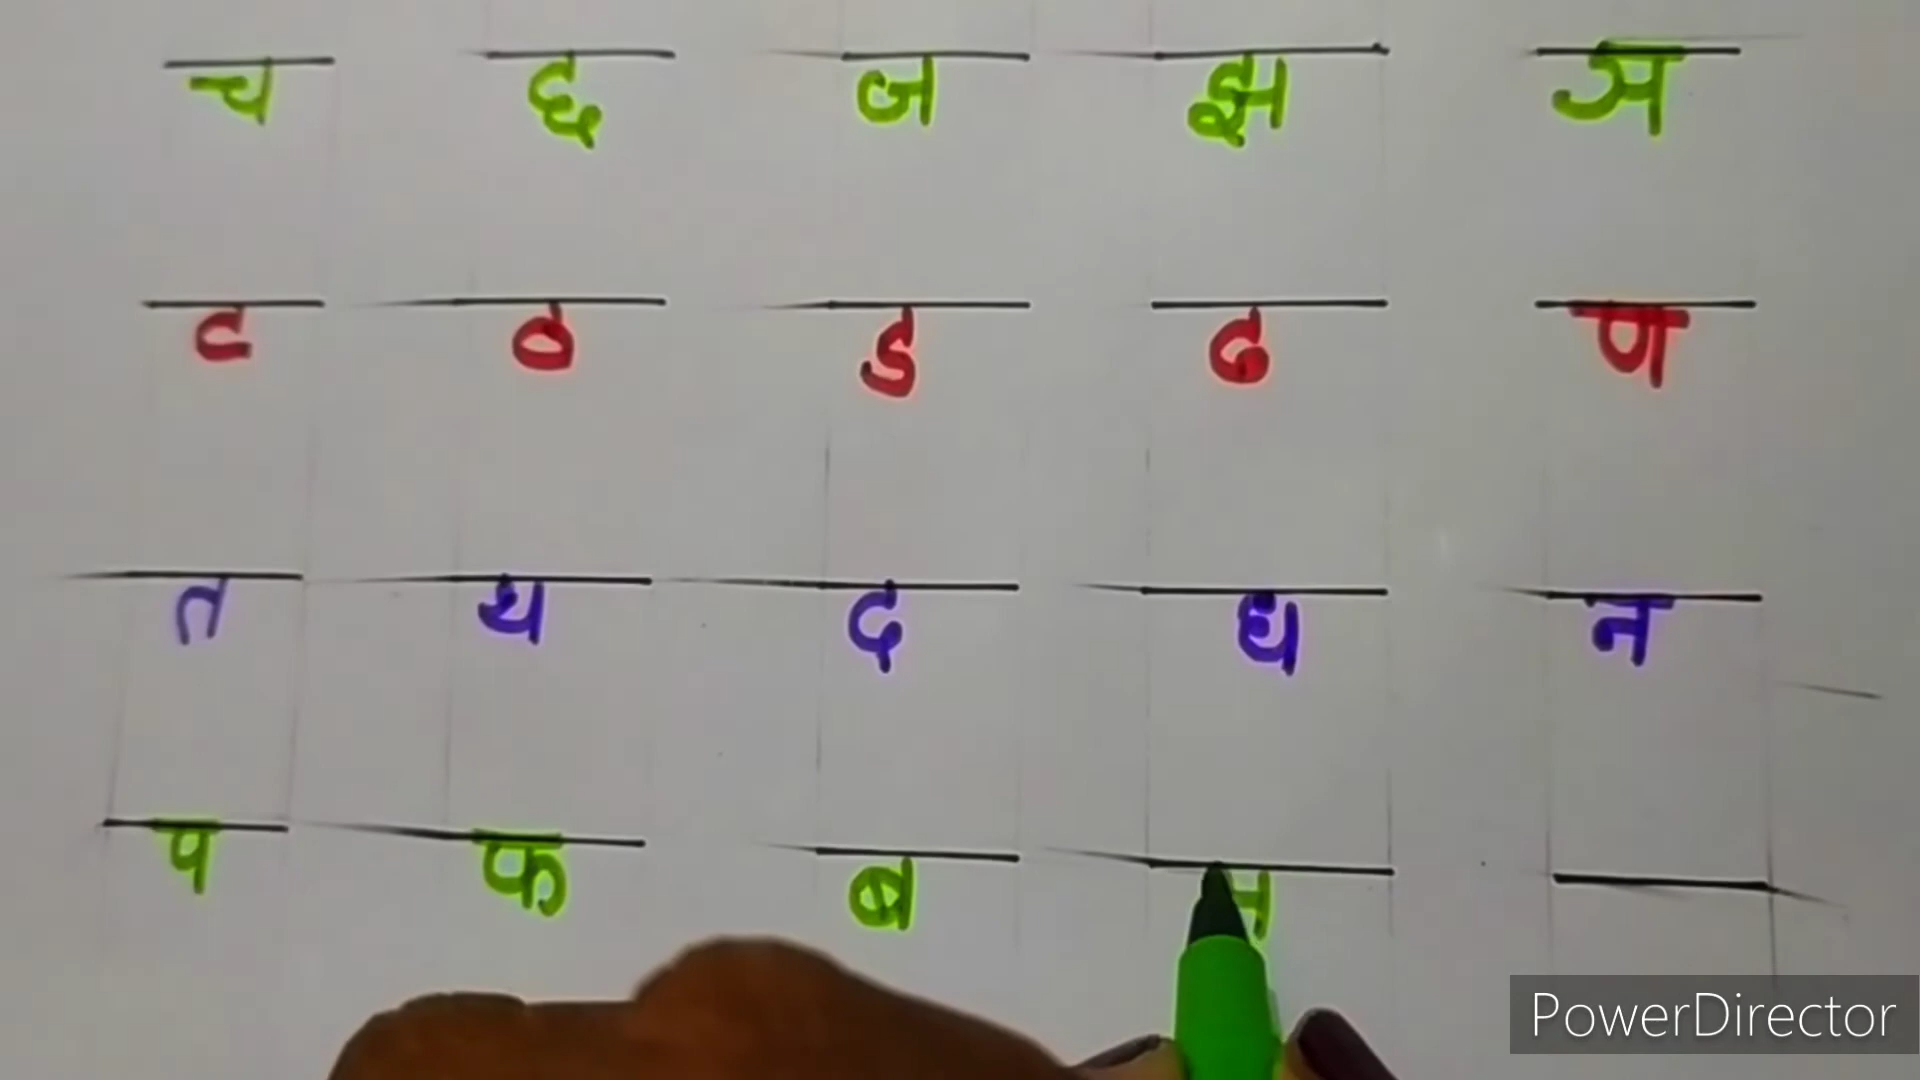 च छ ज झ ञ
ट ठ ड ढ ण
त थ द ध न
प फ ब भ
PowerDirector